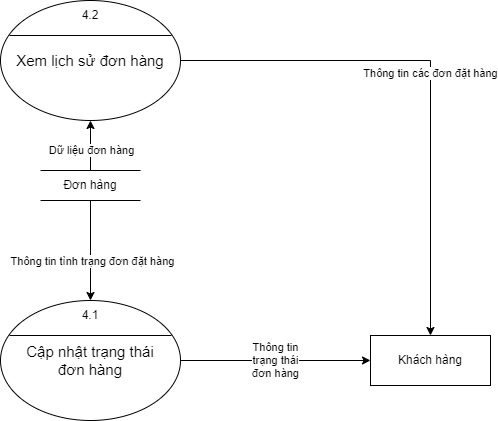 4.2
Xem lịch sử đơn hàng
Thông tin các đơn đặt hàng
Dữ liệu đơn hàng
Đơn hàng
Thông tin tình trạng đơn đặt hàng
4.1
Cập nhật trạng thái
đơn hàng
Thông tin
trạng thái
đơn hàng
Khách hàng